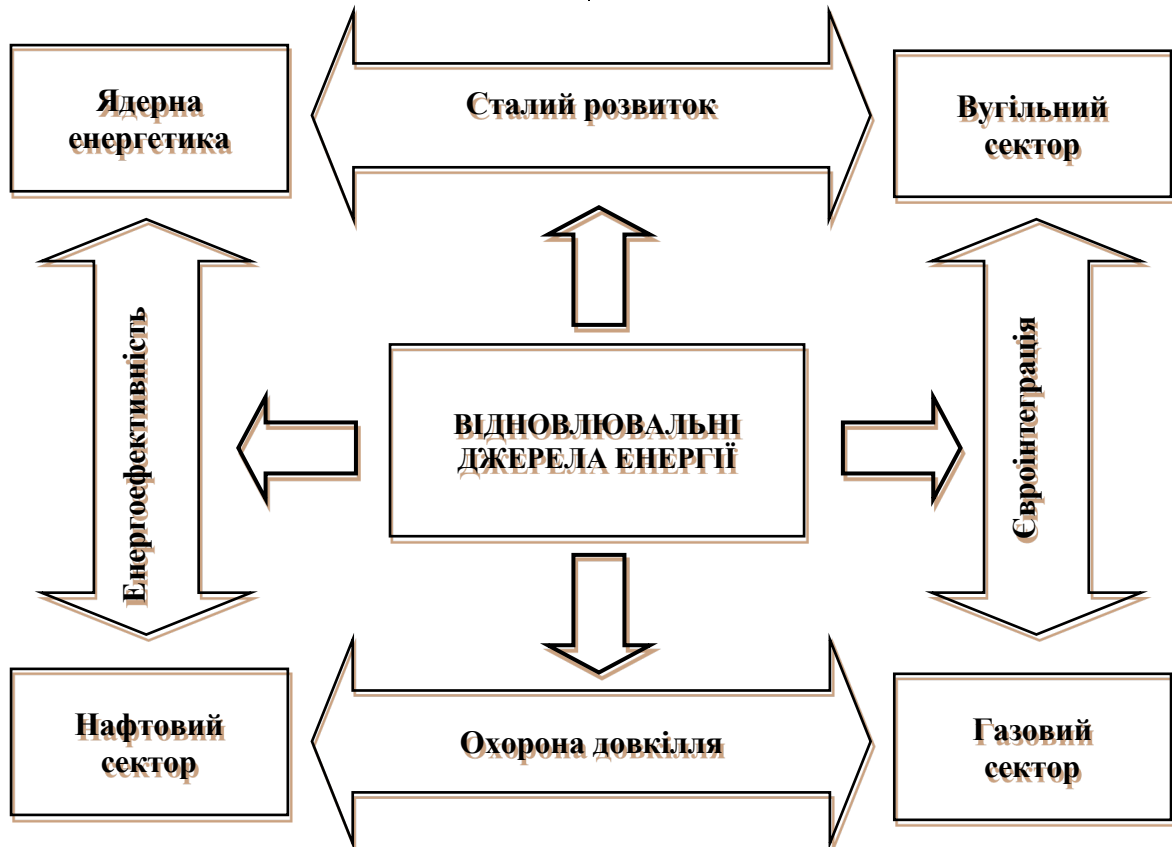 Ядерна
енергетика
Сталий розвиток
Вугільний
сектор
Енергоефективність
ВІДНОВЛЮВАЛЬНІ
ДЖЕРЕЛА ЕНЕРГІЇ
Євроінтеграція
Нафтовий
сектор
Охорона довкілля
Газовий
сектор